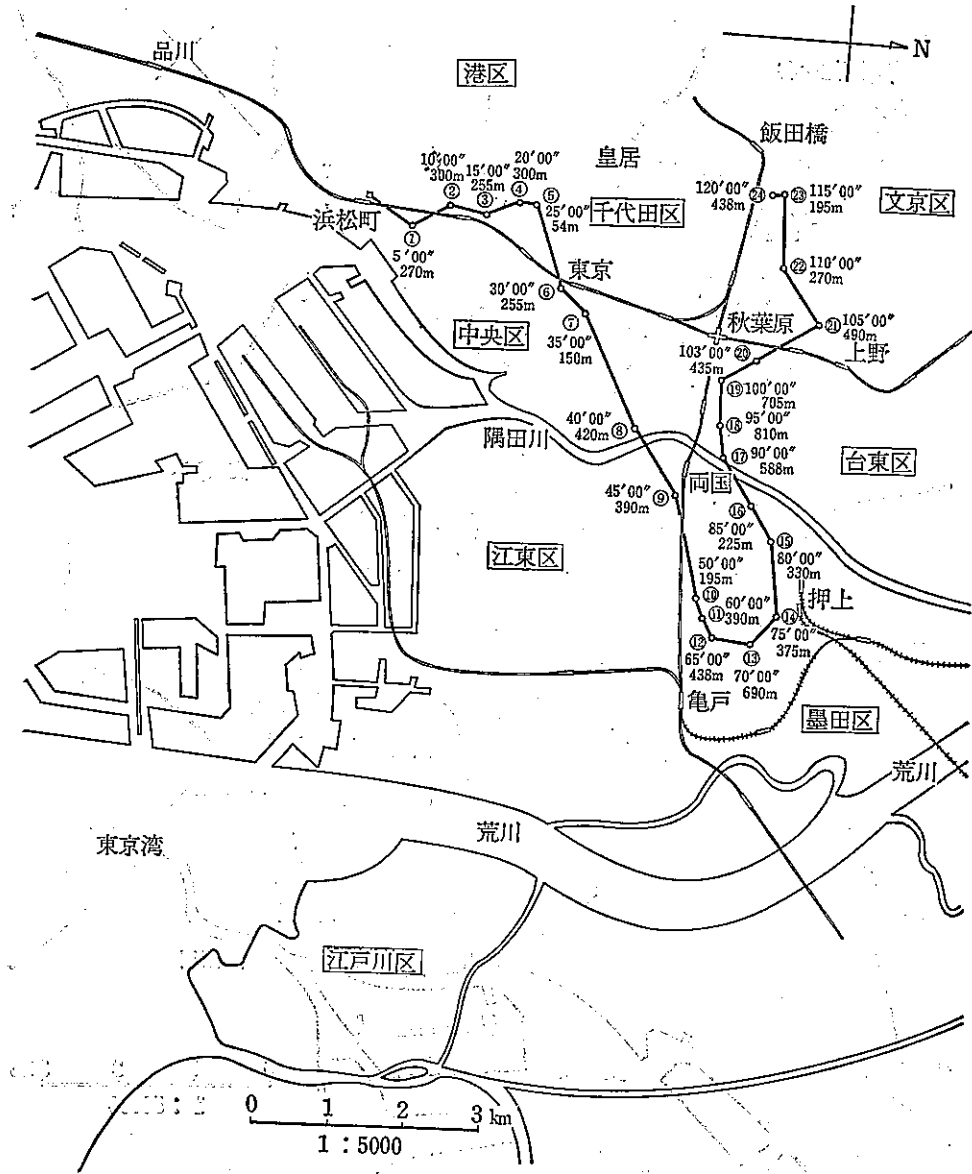 品川
港区
N
飯田橋
皇居
10'00"
300m
②
15'00"
255m
③
20'00"
300m
④
⑤
25'00"
54m
千代田区
120'00"
438m
㉔
㉓
115'00"
195m
文京区
浜松町
①
5'00"
270m
東京
㉒
110'00"
270m
30'00"
255m
⑥
⑦
35'00"
150m
中央区
秋葉原
㉑
105'00"
490m
上野
103'00"
435m
⑳
⑲
100'00"
705m
40'00"
420m
⑧
隅田川
⑱
95'00"
810m
⑰
90'00"
588m
台東区
両国
45'00"
390m
⑨
⑯
85'00"
225m
⑮
80'00"
330m
江東区
50'00"
195m
⑩
押上
⑪
60'00"
390m
⑭
75'00"
375m
⑫
65'00"
438m
⑬
70'00"
690m
亀戸
墨田区
荒川
荒川
東京湾
江戸川区
0 1 2 3 km
1 : 5000